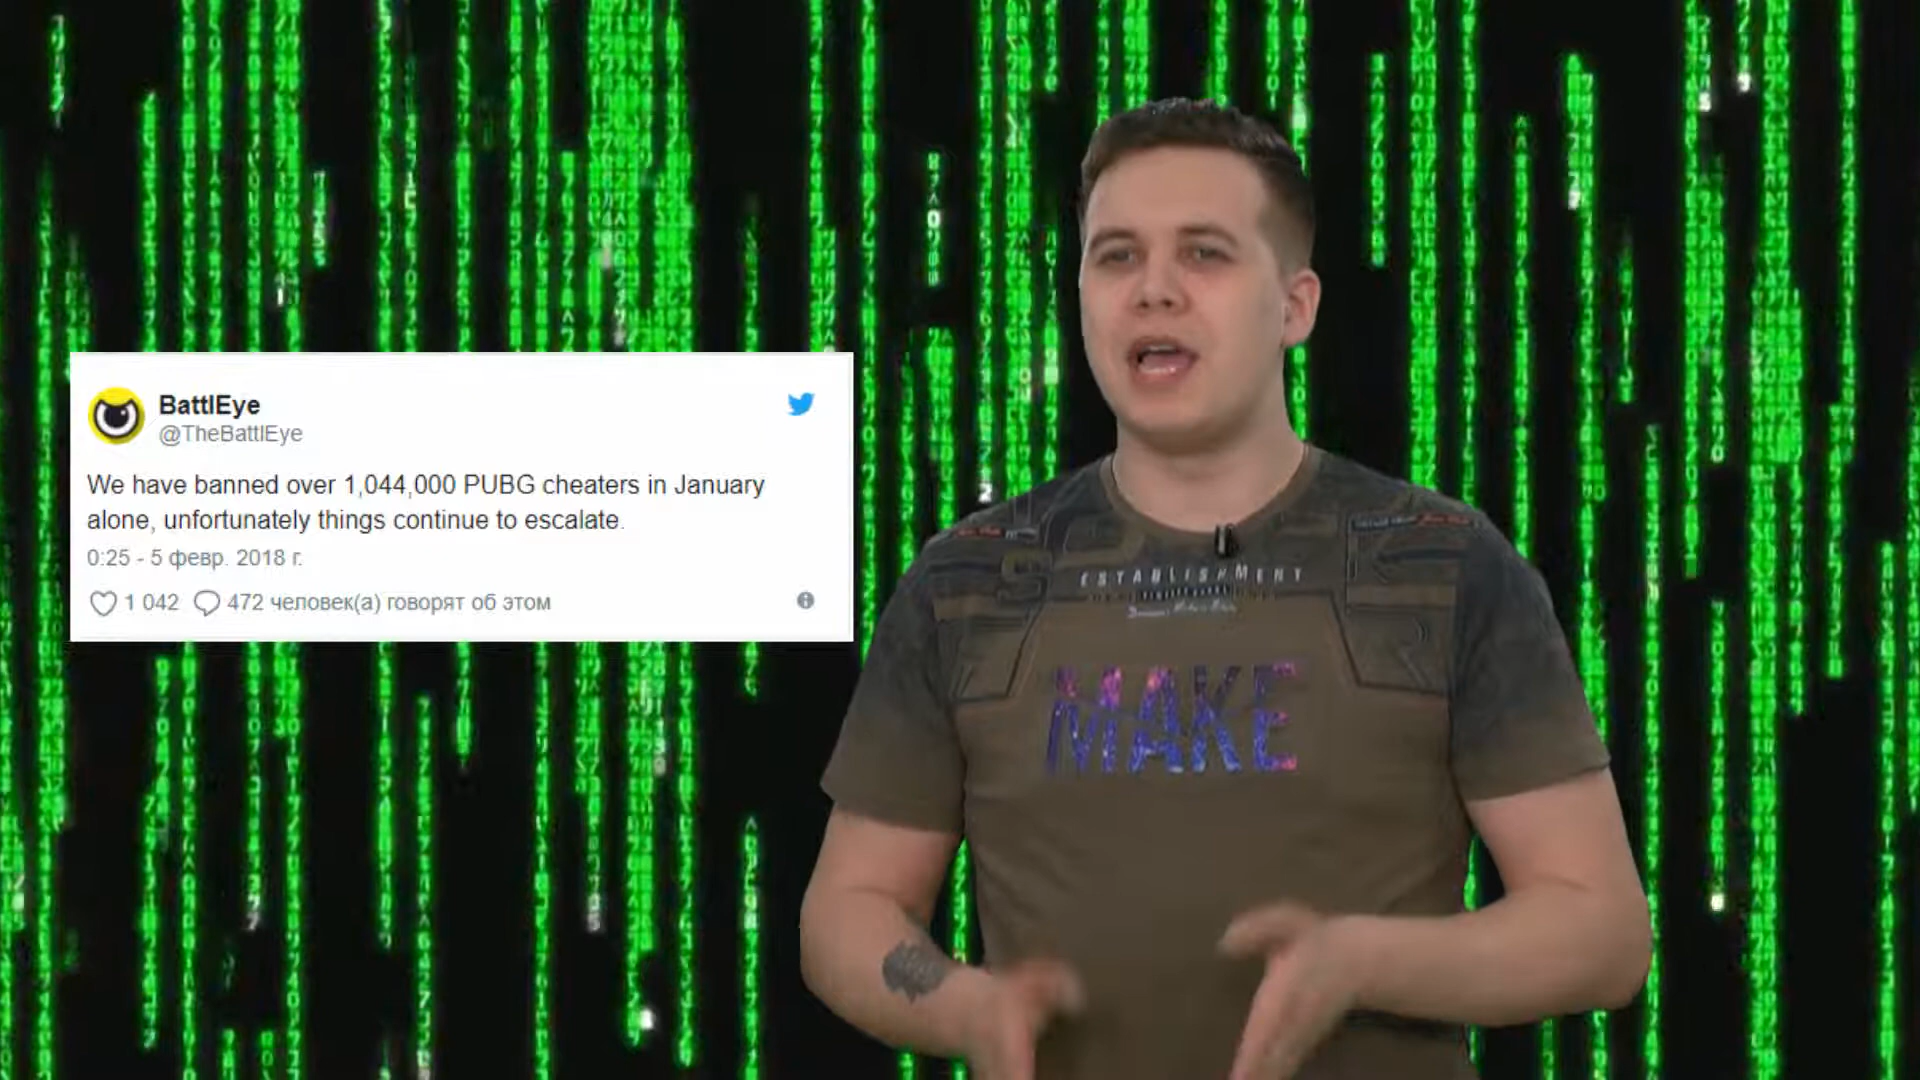 BattlEye
@TheBattlEye
We have banned over 1,044,000 PUBG cheaters in January
alone, unfortunately things continue to escalate.
0:25 - 5 февр. 2018 г.
1 042 472 человек(а) говорят об этом
ESTABLISHMENT
MAKE